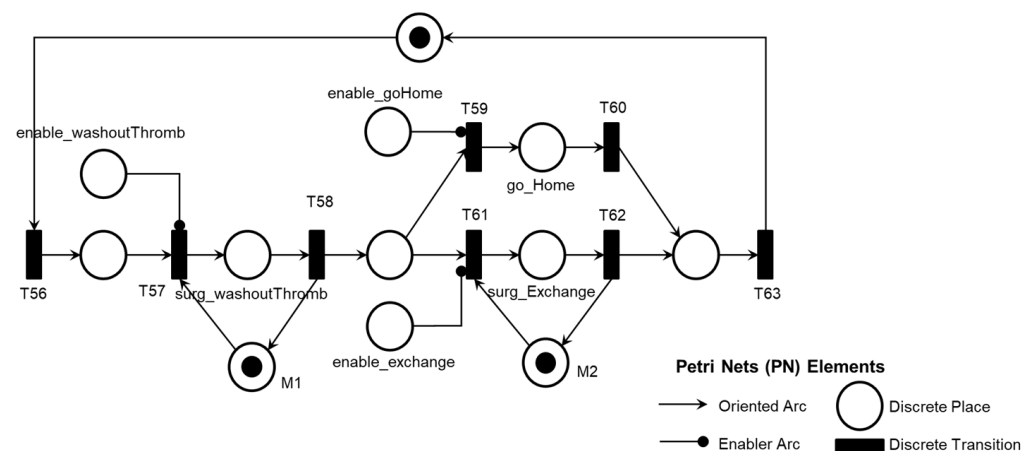 enable_goHome
T59
T60
enable_washoutThromb
go_Home
T58
T61
T62
T56
T57
surg_washoutThromb
surg_Exchange
T63
enable_exchange
M1
M2
Petri Nets (PN) Elements
Oriented Arc
Discrete Place
Enabler Arc
Discrete Transition